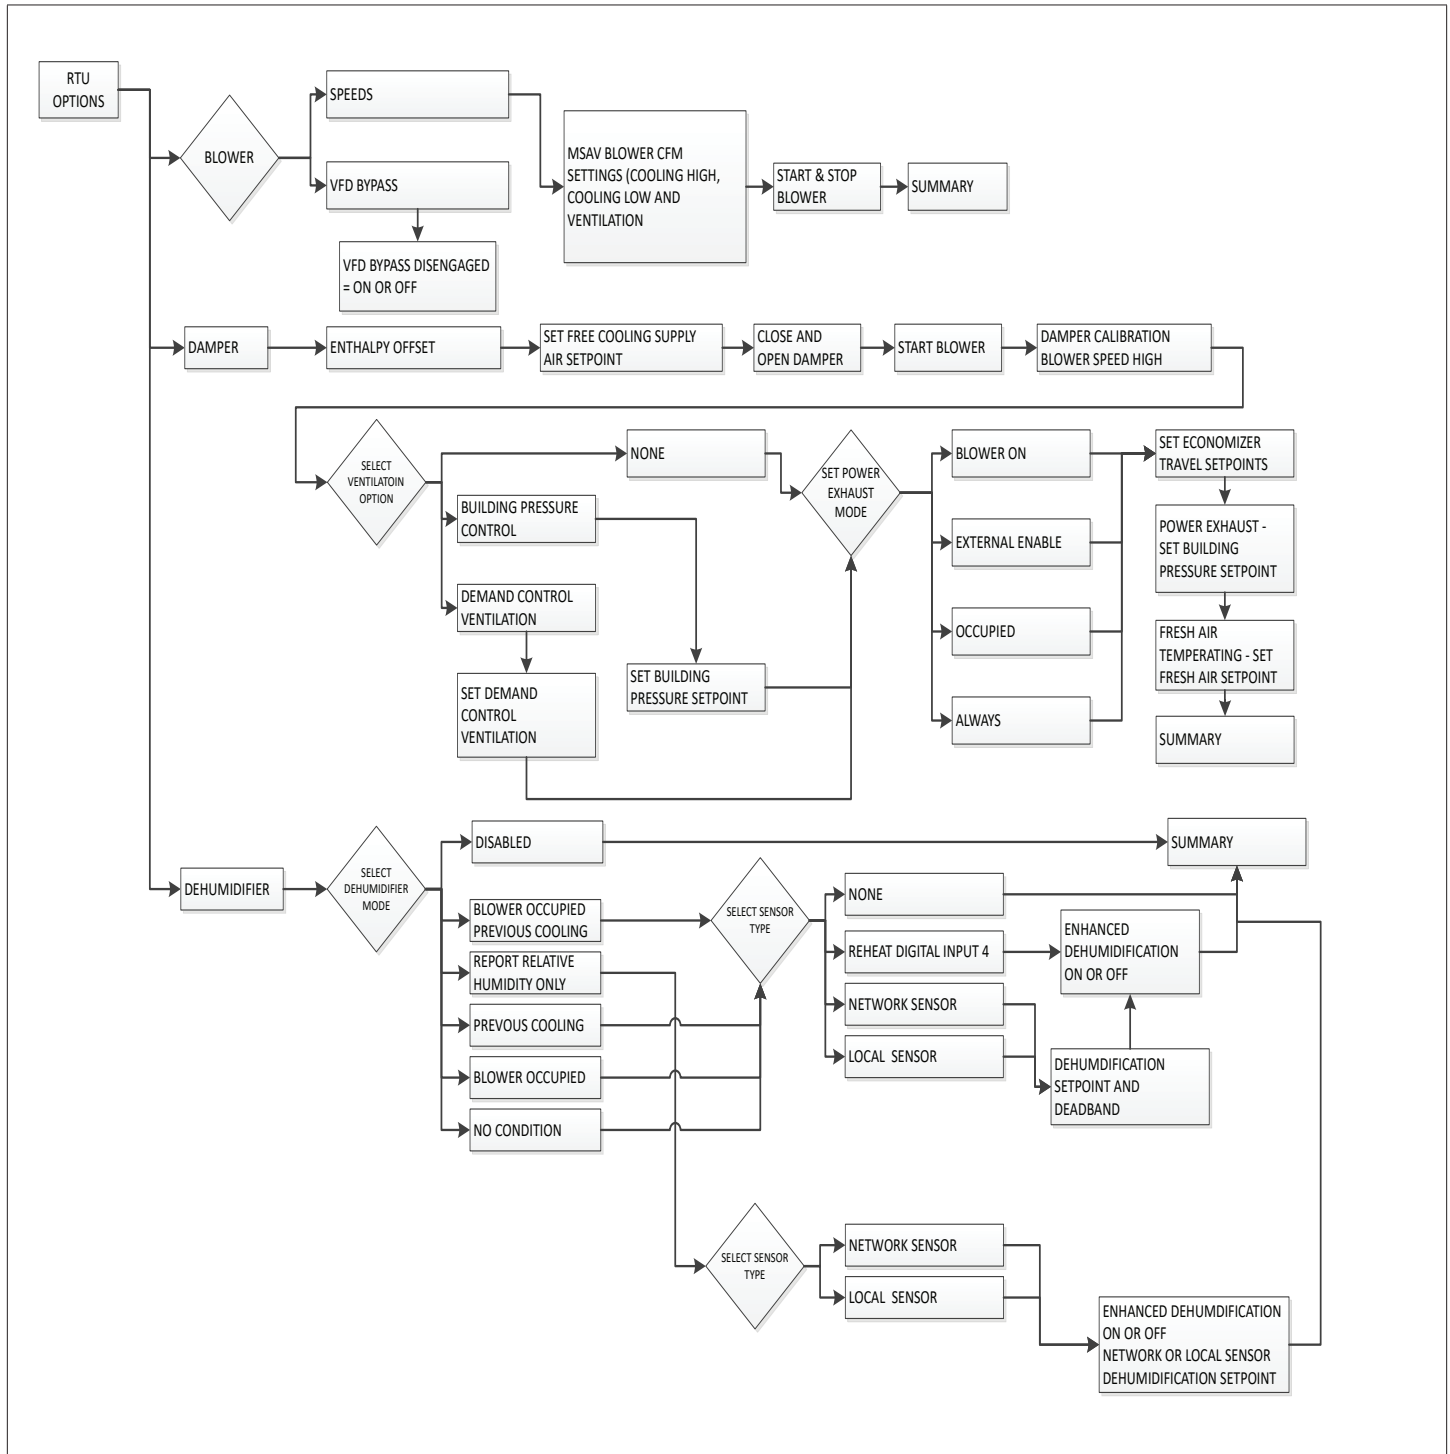 RTU
OPTIONS
BLOWER
SPEEDS
VFD BYPASS
VFD BYPASS DISENGAGED
= ON OR OFF
MSAV BLOWER CFM
SETTINGS (COOLING HIGH,
COOLING LOW AND
VENTILATION
START & STOP
BLOWER
SUMMARY
DAMPER
ENTHALPY OFFSET
SET FREE COOLING SUPPLY
AIR SETPOINT
CLOSE AND
OPEN DAMPER
START BLOWER
DAMPER CALIBRATION
BLOWER SPEED HIGH
SELECT
VENTILATOIN
OPTION
NONE
BUILDING PRESSURE
CONTROL
DEMAND CONTROL
VENTILATION
SET DEMAND
CONTROL
VENTILATION
SET BUILDING
PRESSURE SETPOINT
SET POWER
EXHAUST
MODE
BLOWER ON
EXTERNAL ENABLE
OCCUPIED
ALWAYS
SET ECONOMIZER
TRAVEL SETPOINTS
POWER EXHAUST -
SET BUILDING
PRESSURE SETPOINT
FRESH AIR
TEMPERATING - SET
FRESH AIR SETPOINT
SUMMARY
DEHUMIDIFIER
SELECT
DEHUMIDIFIER
MODE
DISABLED
BLOWER OCCUPIED
PREVIOUS COOLING
REPORT RELATIVE
HUMIDITY ONLY
PREVOUS COOLING
BLOWER OCCUPIED
NO CONDITION
SELECT SENSOR
TYPE
NONE
REHEAT DIGITAL INPUT 4
NETWORK SENSOR
LOCAL SENSOR
ENHANCED
DEHUMIDIFICATION
ON OR OFF
DEHUMDIFICATION
SETPOINT AND
DEADBAND
SUMMARY
SELECT SENSOR
TYPE
NETWORK SENSOR
LOCAL SENSOR
ENHANCED DEHUMDIFICATION
ON OR OFF
NETWORK OR LOCAL SENSOR
DEHUMIDIFICATION SETPOINT